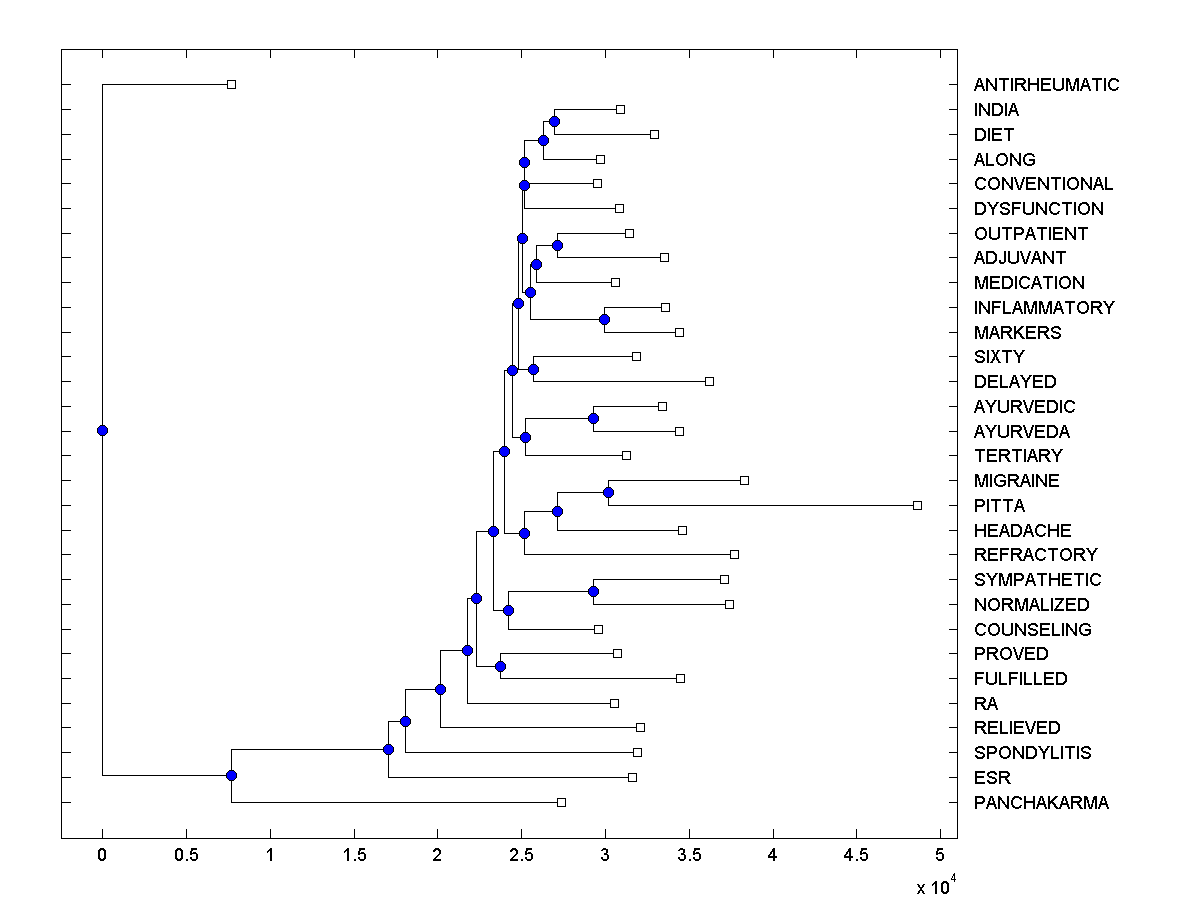 ANTIRHEUMATIC
INDIA
DIET
ALONG
CONVENTIONAL
DYSFUNCTION
OUTPATIENT
ADJUVANT
MEDICATION
INFLAMMATORY
MARKERS
SIXTY
DELAYED
AYURVEDIC
AYURVEDA
TERTIARY
MIGRAINE
PITTA
HEADACHE
REFRACTORY
SYMPATHETIC
NORMALIZED
COUNSELING
PROVED
FULFILLED
RA
RELIEVED
SPONDYLITIS
ESR
PANCHAKARMA
0 0.5 1 1.5 2 2.5 3 3.5 4 4.5 5
x 10^4